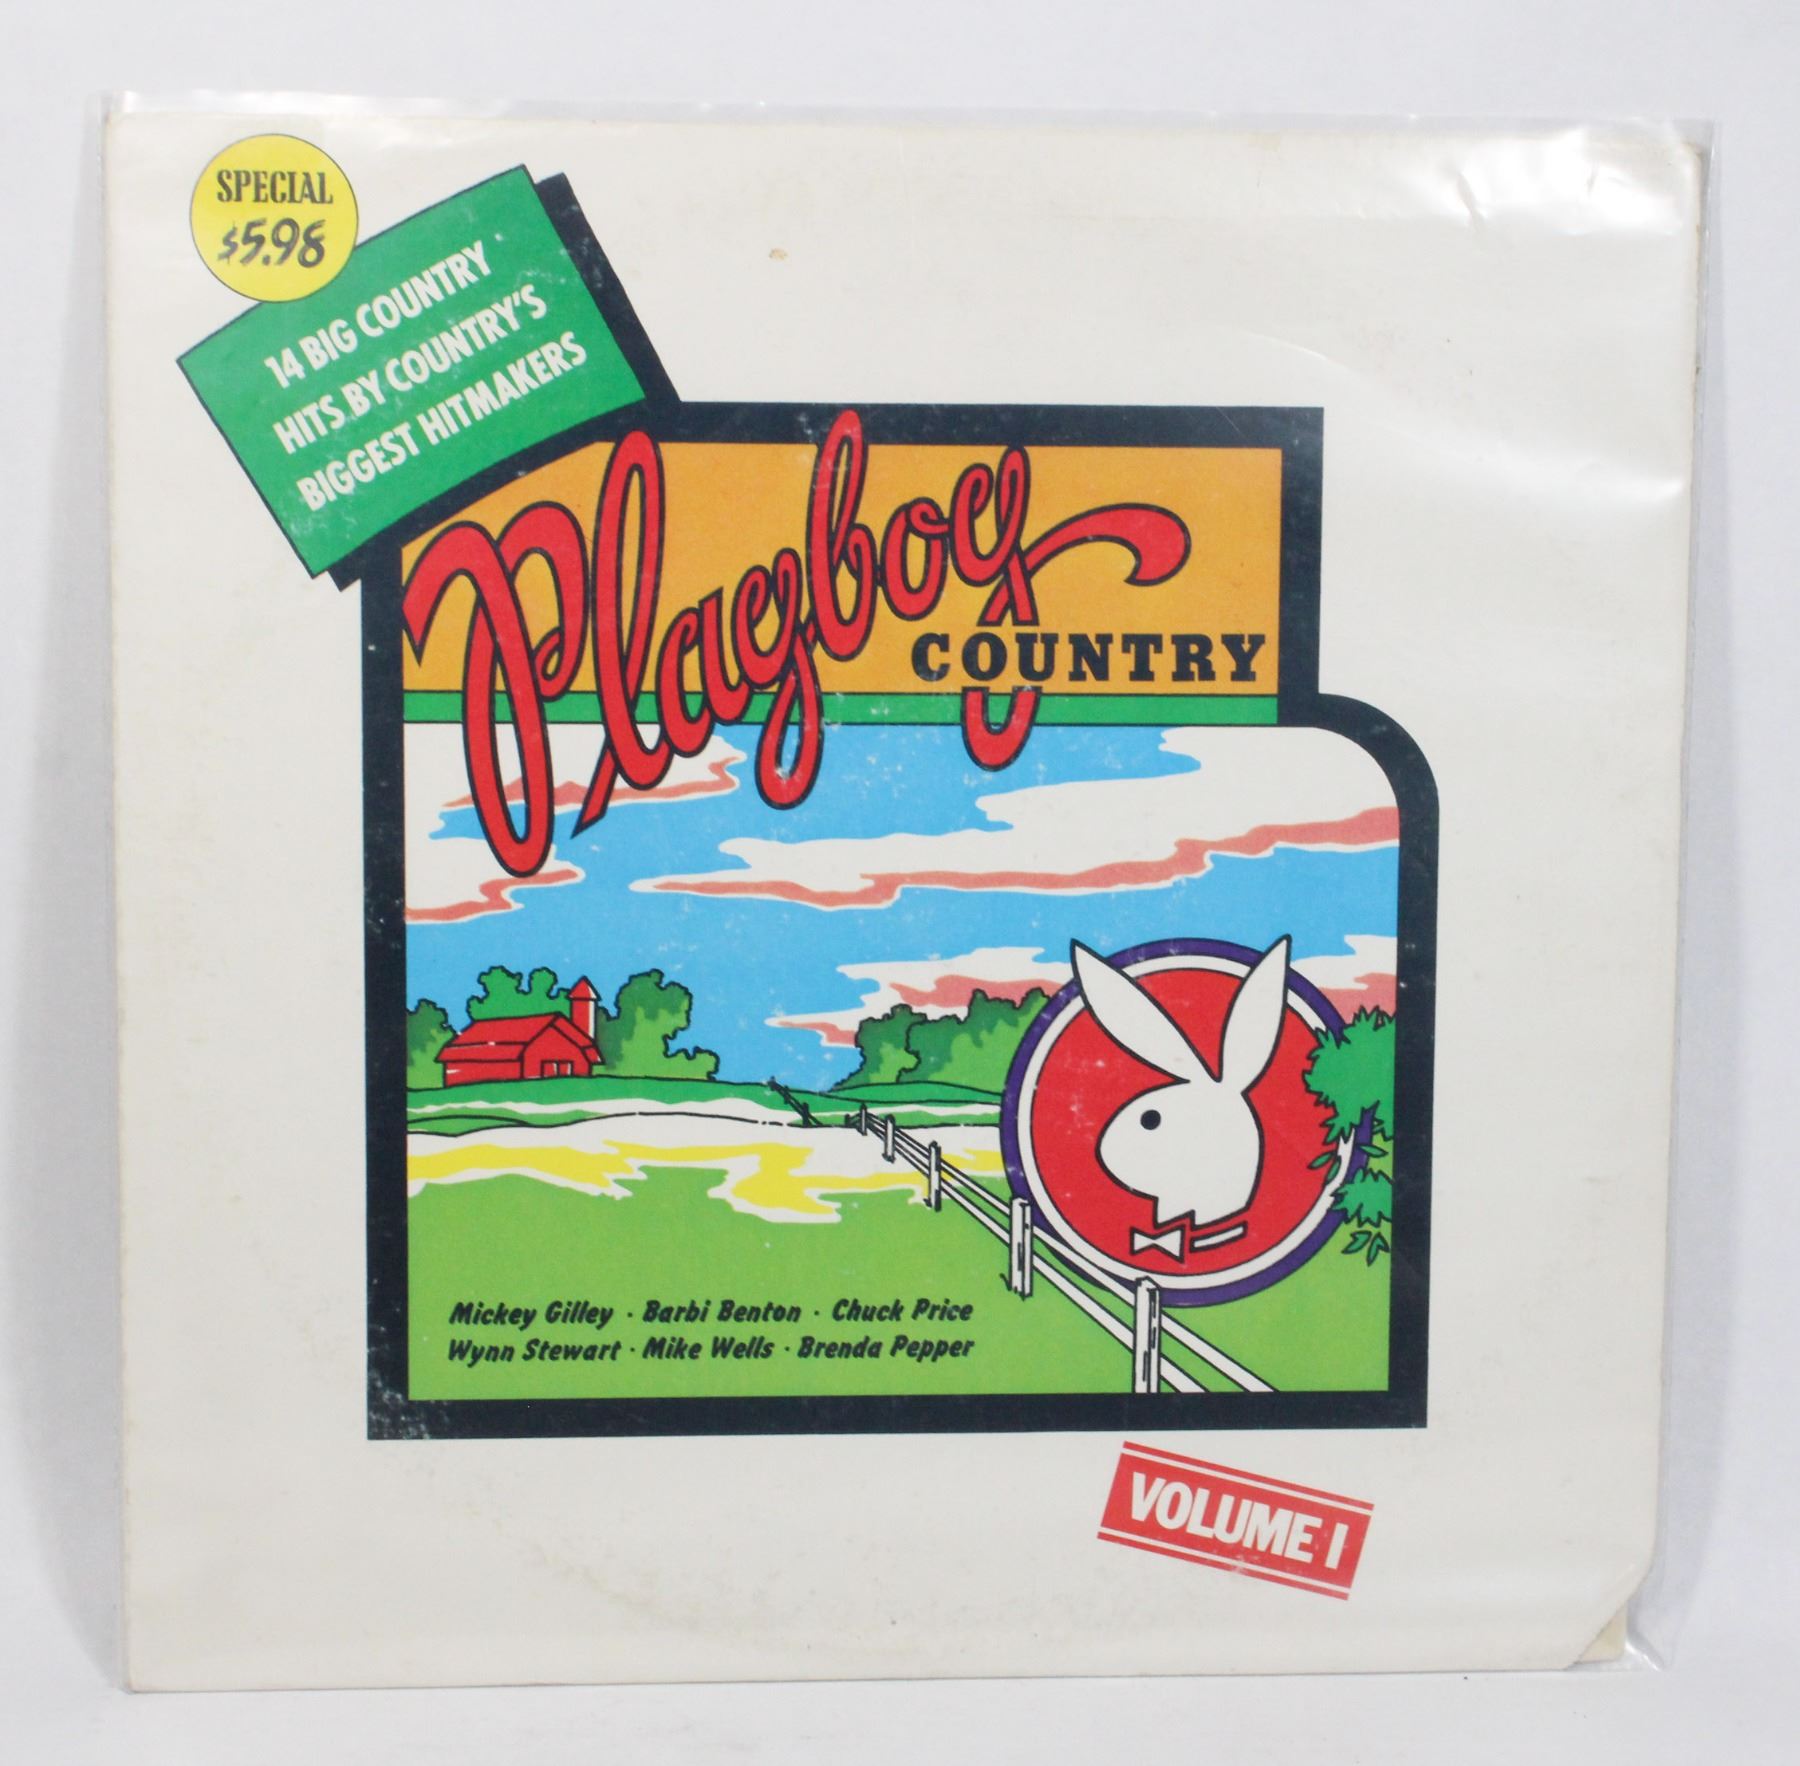 SPECIAL
$5.98
14 BIG COUNTRY
HITS BY COUNTRY'S
BIGGEST HITMAKERS
Playboy
COUNTRY
Mickey Gilley · Barbi Benton · Chuck Price
Wynn Stewart · Mike Wells · Brenda Pepper
VOLUME I